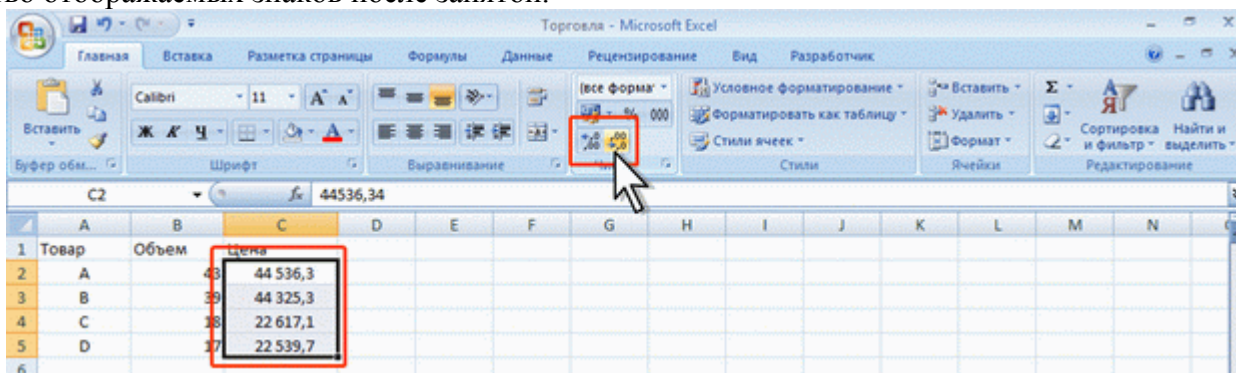 во отображаемых знаков после запятой.
Торговля - Microsoft Excel
Главная Вставка Разметка страницы Формулы Данные Рецензирование Вид Разработчик
Вставить
Буфер обм...
Calibri 11
Ж К Ч
Шрифт
Выравнивание
(все форма
% 000
Условное форматирование
Форматировать как таблицу
Стили ячеек
Стили
Вставить
Удалить
Формат
Ячейки
Σ
Сортировка и фильтр
Найти и выделить
Редактирование
C2 fx 44536,34
A B C D E F G H I J K L M N
1 Товар Объем Цена
2 A 43 44 536,3
3 B 39 44 325,3
4 C 18 22 617,1
5 D 17 22 539,7
6